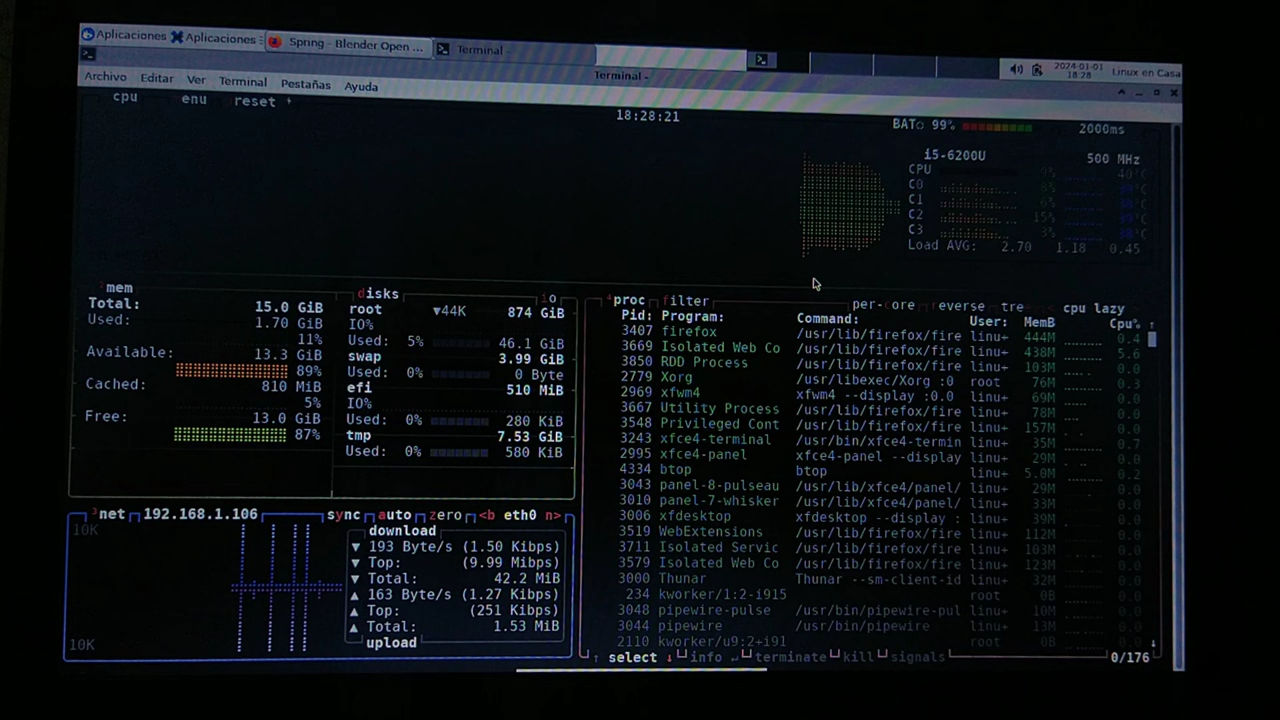 Aplicaciones Aplicaciones Spring - Blender Open ... Terminal - 2024-01-01 18:28 Linux en Casa
Terminal -
Archivo Editar Ver Terminal Pestañas Ayuda
cpu enu reset 18:28:21 BAT 99% 2000ms
i5-6200U 500 MHz
CPU 9% 40°C
C0 8%
C1 6%
C2 15%
C3 3%
Load AVG: 2.70 1.18 0.45
mem
Total: 15.0 GiB
Used: 1.70 GiB
11%
Available: 13.3 GiB
89%
Cached: 810 MiB
5%
Free: 13.0 GiB
87%
disks io
root ▼44K 874 GiB
IO%
Used: 5% 46.1 GiB
swap 3.99 GiB
Used: 0% 0 Byte
efi 510 MiB
IO%
Used: 0% 280 KiB
tmp 7.53 GiB
Used: 0% 580 KiB
³net 192.168.1.106 sync auto zero <b eth0 n>
10K
download
▼ 193 Byte/s (1.50 Kibps)
▼ Top: (9.99 Mibps)
▼ Total: 42.2 MiB
▲ 163 Byte/s (1.27 Kibps)
▲ Top: (251 Kibps)
▲ Total: 1.53 MiB
upload
10K
⁴proc filter per-core reverse tre cpu lazy
Pid: Program: Command: User: MemB Cpu% ↑
3407 firefox /usr/lib/firefox/fire linu+ 444M 0.4
3669 Isolated Web Co /usr/lib/firefox/fire linu+ 438M 5.6
3850 RDD Process /usr/lib/firefox/fire linu+ 103M 0.0
2779 Xorg /usr/libexec/Xorg :0 root 76M 0.3
2969 xfwm4 xfwm4 --display :0.0 linu+ 69M 0.0
3667 Utility Process /usr/lib/firefox/fire linu+ 78M 0.0
3548 Privileged Cont /usr/lib/firefox/fire linu+ 157M 0.0
3243 xfce4-terminal /usr/bin/xfce4-termin linu+ 35M 0.7
2995 xfce4-panel xfce4-panel --display linu+ 29M 0.0
4334 btop btop linu+ 5.0M 0.2
3043 panel-8-pulseau /usr/lib/xfce4/panel/ linu+ 29M 0.0
3010 panel-7-whisker /usr/lib/xfce4/panel/ linu+ 33M 0.0
3006 xfdesktop xfdesktop --display : linu+ 39M 0.0
3519 WebExtensions /usr/lib/firefox/fire linu+ 112M 0.0
3711 Isolated Servic /usr/lib/firefox/fire linu+ 103M 0.0
3579 Isolated Web Co /usr/lib/firefox/fire linu+ 123M 0.0
3000 Thunar Thunar --sm-client-id linu+ 32M 0.0
234 kworker/1:2-i915 root 0B 0.0
3048 pipewire-pulse /usr/bin/pipewire-pul linu+ 10M 0.0
3044 pipewire /usr/bin/pipewire linu+ 13M 0.0
2110 kworker/u9:2+i91 root 0B 0.0
↑ select ↓ info ↵ terminate kill signals 0/176